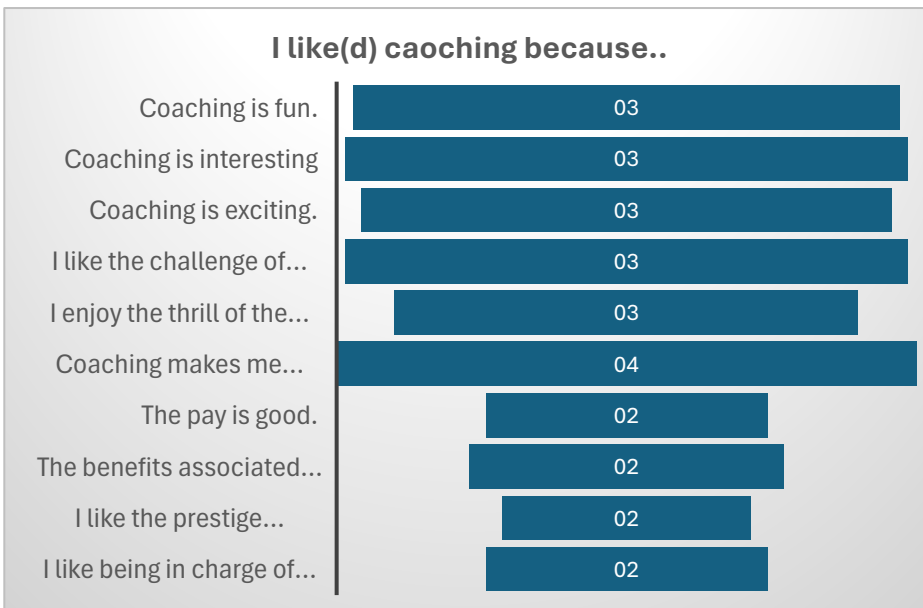 I like(d) caoching because..
Coaching is fun.
03
Coaching is interesting
03
Coaching is exciting.
03
I like the challenge of...
03
I enjoy the thrill of the...
03
Coaching makes me...
04
The pay is good.
02
The benefits associated...
02
I like the prestige...
02
I like being in charge of...
02